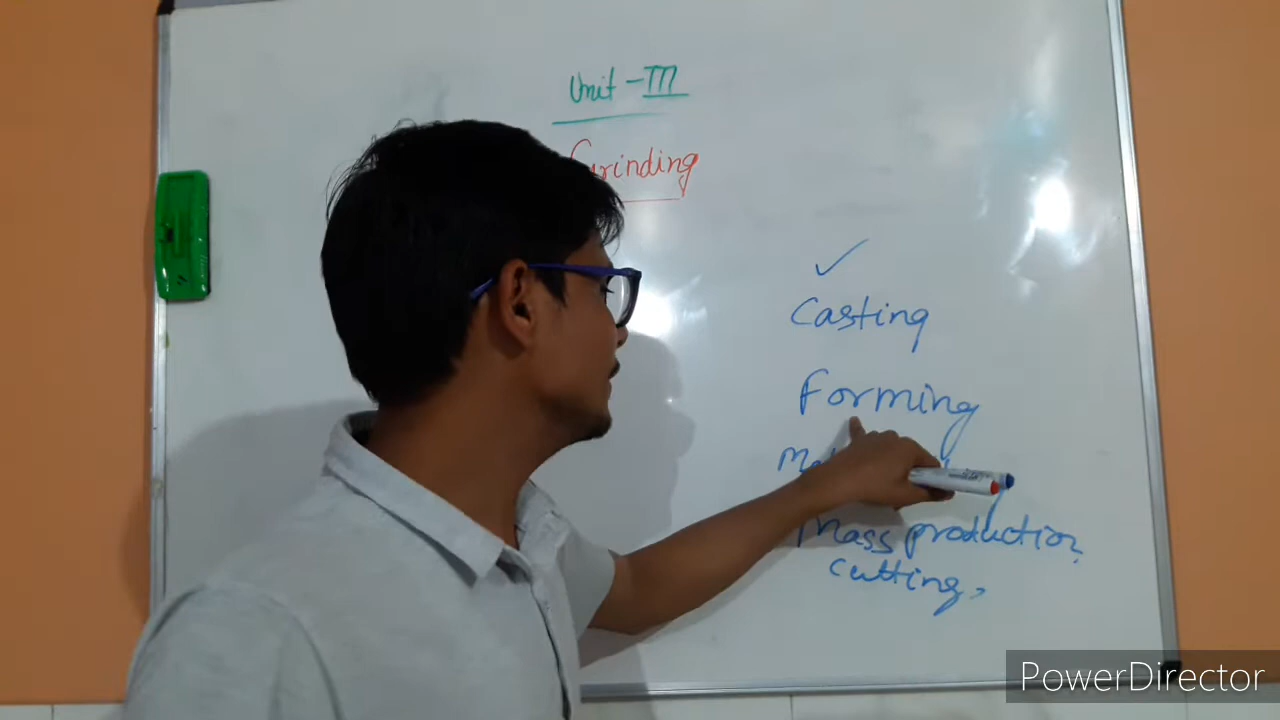 Unit - III
Grinding
Casting
Forming
Mass production,
cutting,
PowerDirector